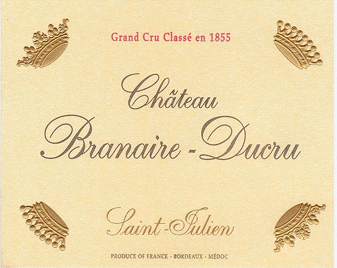 Grand Cru Classé en 1855
Château
Branaire-Ducru
Saint-Julien
PRODUCE OF FRANCE - BORDEAUX - MÉDOC